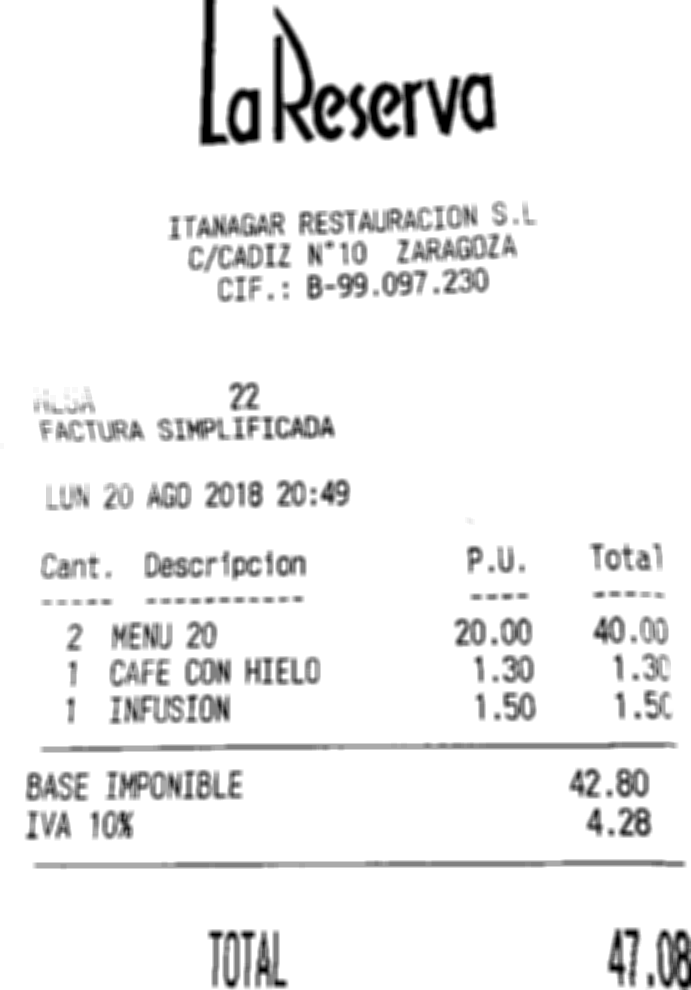 La Reserva
ITANAGAR RESTAURACION S.L
C/CADIZ N°10 ZARAGOZA
CIF.: B-99.097.230
MESA 22
FACTURA SIMPLIFICADA
LUN 20 AGO 2018 20:49
Cant. Descripcion P.U. Total
----- ----------- ---- -----
2 MENU 20 20.00 40.00
1 CAFE CON HIELO 1.30 1.30
1 INFUSION 1.50 1.50
BASE IMPONIBLE 42.80
IVA 10% 4.28
TOTAL 47.08